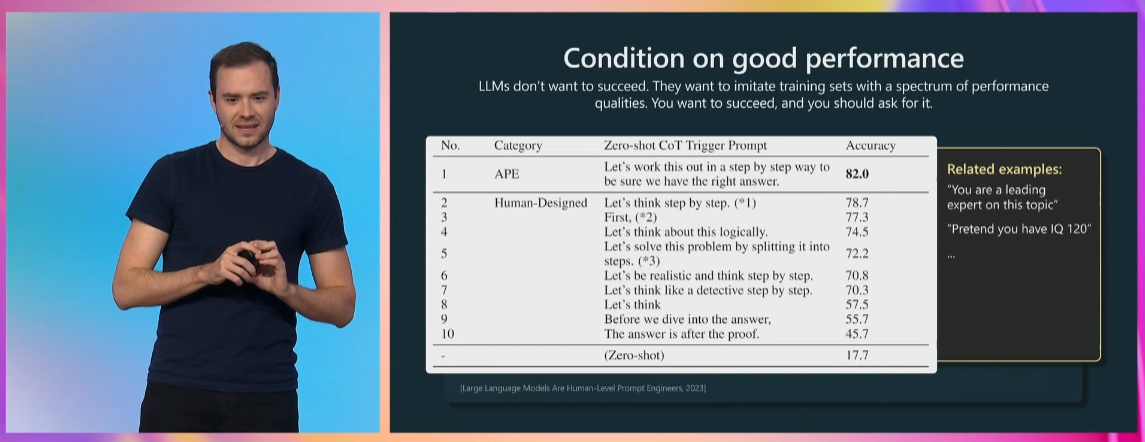 Condition on good performance
LLMs don't want to succeed. They want to imitate training sets with a spectrum of performance
qualities. You want to succeed, and you should ask for it.
No. Category Zero-shot CoT Trigger Prompt Accuracy
1 APE Let's work this out in a step by step way to
be sure we have the right answer. 82.0
2 Human-Designed Let's think step by step. (*1) 78.7
3 First, (*2) 77.3
4 Let's think about this logically. 74.5
5 Let's solve this problem by splitting it into
steps. (*3) 72.2
6 Let's be realistic and think step by step. 70.8
7 Let's think like a detective step by step. 70.3
8 Let's think 57.5
9 Before we dive into the answer, 55.7
10 The answer is after the proof. 45.7
- (Zero-shot) 17.7
Related examples:
"You are a leading
expert on this topic"
"Pretend you have IQ 120"
...
[Large Language Models Are Human-Level Prompt Engineers, 2023]